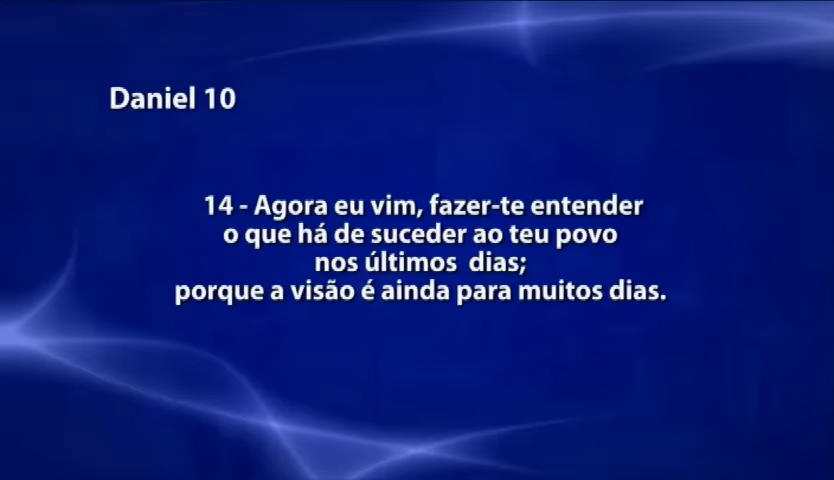 Daniel 10
14 - Agora eu vim, fazer-te entender
o que há de suceder ao teu povo
nos últimos  dias;
porque a visão é ainda para muitos dias.